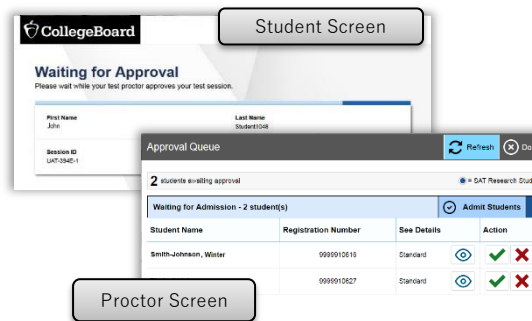 CollegeBoard
Student Screen
Waiting for Approval
Please wait while your test proctor approves your test session.
First Name
Last Name
John
Student1048
Session ID
UAT-394E-1
Approval Queue
Refresh
Do
2 students awaiting approval
= SAT Research Stud
Waiting for Admission - 2 student(s)
Admit Students
Student Name
Registration Number
See Details
Action
Smith-Johnson, Winter
9999910616
Standard
9999910627
Standard
Proctor Screen